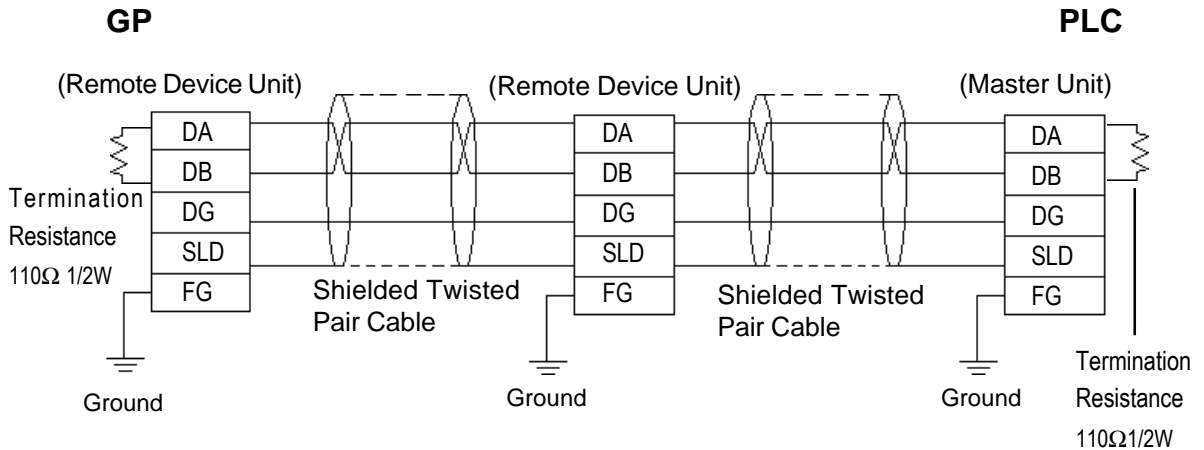 GP
PLC
(Remote Device Unit)
(Remote Device Unit)
(Master Unit)
DA
DB
DG
SLD
FG
DA
DB
DG
SLD
FG
DA
DB
DG
SLD
FG
Termination
Resistance
110Ω 1/2W
Shielded Twisted
Pair Cable
Shielded Twisted
Pair Cable
Ground
Ground
Ground
Termination
Resistance
110Ω1/2W